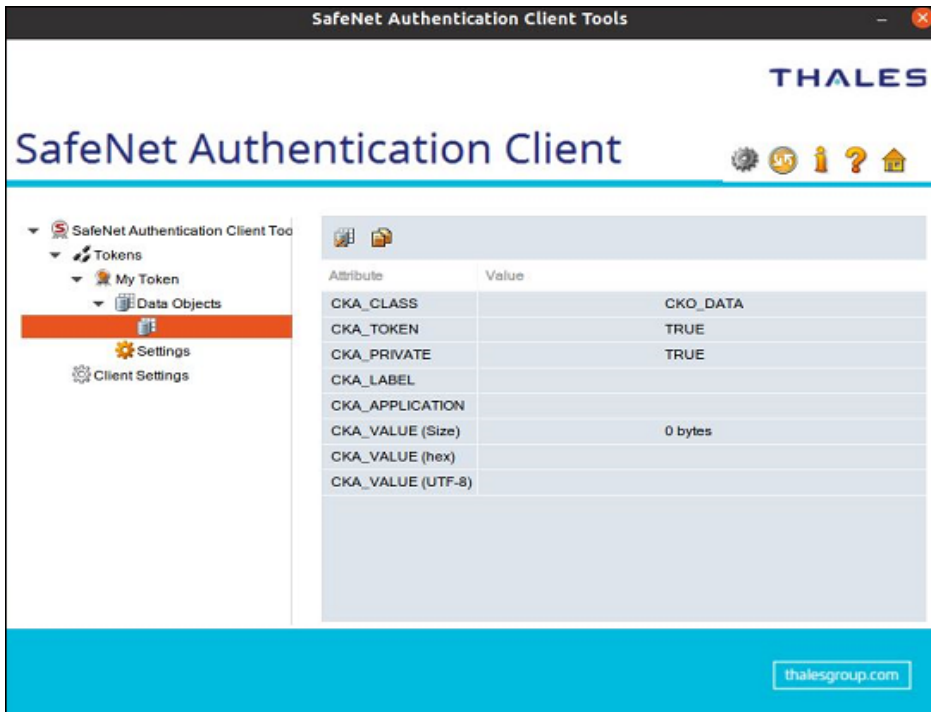 SafeNet Authentication Client Tools
THALES
SafeNet Authentication Client
SafeNet Authentication Client Too
Tokens
My Token
Data Objects
Settings
Client Settings
Attribute Value
CKA_CLASS CKO_DATA
CKA_TOKEN TRUE
CKA_PRIVATE TRUE
CKA_LABEL
CKA_APPLICATION
CKA_VALUE (Size) 0 bytes
CKA_VALUE (hex)
CKA_VALUE (UTF-8)
thalesgroup.com